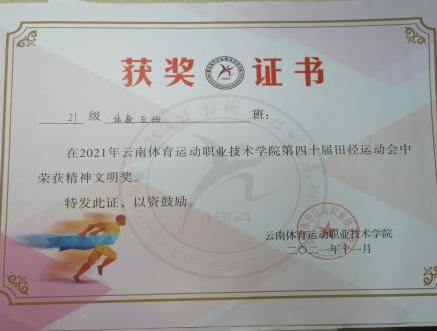 获奖证书
21级 体教五班:
在2021年云南体育运动职业技术学院第四十届田径运动会中
荣获精神文明奖。
特发此证,以资鼓励。
云南体育运动职业技术学院
二〇二一年十一月
1984